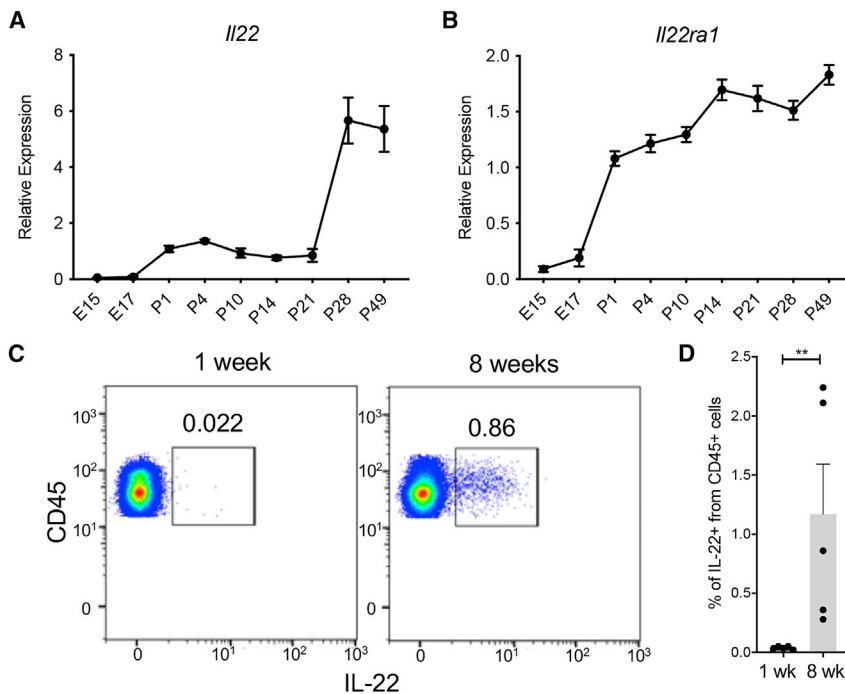 A
Il22
Relative Expression
8
6
4
2
0
E15 E17 P1 P4 P10 P14 P21 P28 P49
B
Il22ra1
Relative Expression
2.0
1.5
1.0
0.5
0.0
E15 E17 P1 P4 P10 P14 P21 P28 P49
C
1 week
8 weeks
0.022
0.86
CD45
10³
10²
10¹
0
0 10¹ 10² 10³
10³
10²
10¹
0
0 10¹ 10² 10³
IL-22
D
% of IL-22+ from CD45+ cells
2.5
2.0
1.5
1.0
0.5
0.0
**
1 wk 8 wk